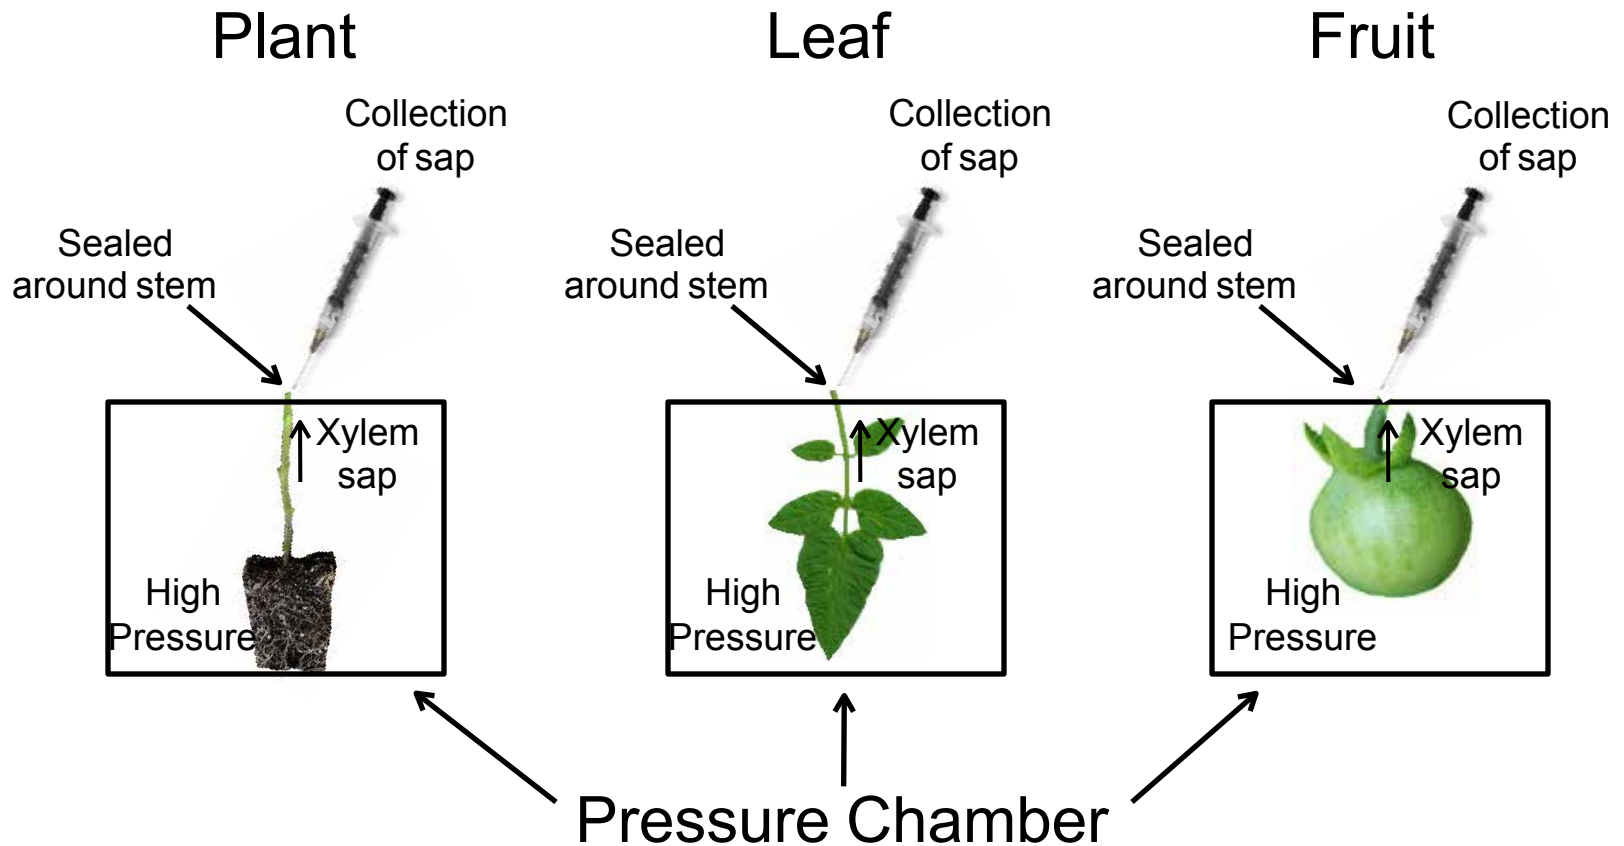 Plant
Collection
of sap
Sealed
around stem
Xylem
sap
High
Pressure
Leaf
Collection
of sap
Sealed
around stem
Xylem
sap
High
Pressure
Fruit
Collection
of sap
Sealed
around stem
Xylem
sap
High
Pressure
Pressure Chamber